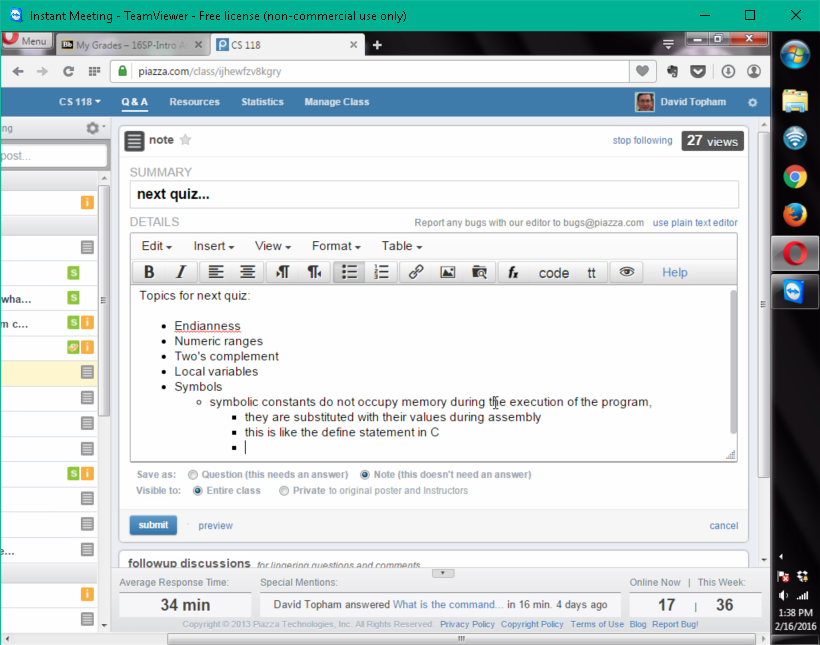 Instant Meeting - TeamViewer - Free license (non-commercial use only)
Menu
My Grades – 16SP-Intro
CS 118
piazza.com/class/ijhewfzv8kgry
CS 118
Q & A
Resources
Statistics
Manage Class
David Topham
ng
note
stop following
27 views
post...
SUMMARY
next quiz...
DETAILS
Report any bugs with our editor to bugs@piazza.com
use plain text editor
Edit
Insert
View
Format
Table
B I
fx code tt
Help
Topics for next quiz:
Endianness
Numeric ranges
Two's complement
Local variables
Symbols
symbolic constants do not occupy memory during the execution of the program,
they are substituted with their values during assembly
this is like the define statement in C
wha...
m c...
e...
Save as: Question (this needs an answer) Note (this doesn't need an answer)
Visible to: Entire class Private to original poster and Instructors
submit
preview
cancel
followup discussions for lingering questions and comments
Average Response Time:
Special Mentions:
Online Now | This Week:
34 min
David Topham answered What is the command... in 16 min. 4 days ago
17 | 36
Copyright © 2013 Piazza Technologies, Inc. All Rights Reserved. Privacy Policy Copyright Policy Terms of Use Blog Report Bug!
1:38 PM
2/16/2016